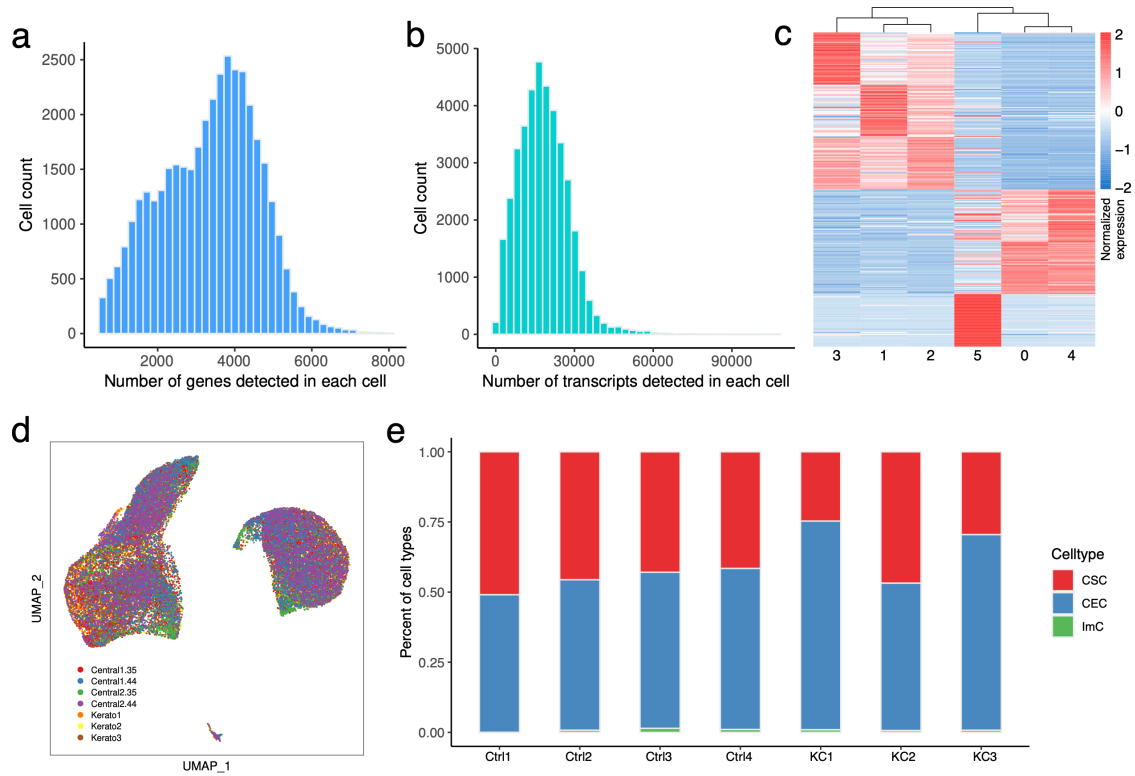 a
2500
2000
1500
1000
500
0
Cell count
2000
4000
6000
8000
Number of genes detected in each cell
b
5000
4000
3000
2000
1000
0
Cell count
0
30000
60000
90000
Number of transcripts detected in each cell
c
3
1
2
5
0
4
2
1
0
−1
−2
Normalized
expression
d
UMAP_2
Central1.35
Central1.44
Central2.35
Central2.44
Kerato1
Kerato2
Kerato3
UMAP_1
e
1.00
0.75
0.50
0.25
0.00
Percent of cell types
Ctrl1
Ctrl2
Ctrl3
Ctrl4
KC1
KC2
KC3
Celltype
CSC
CEC
ImC